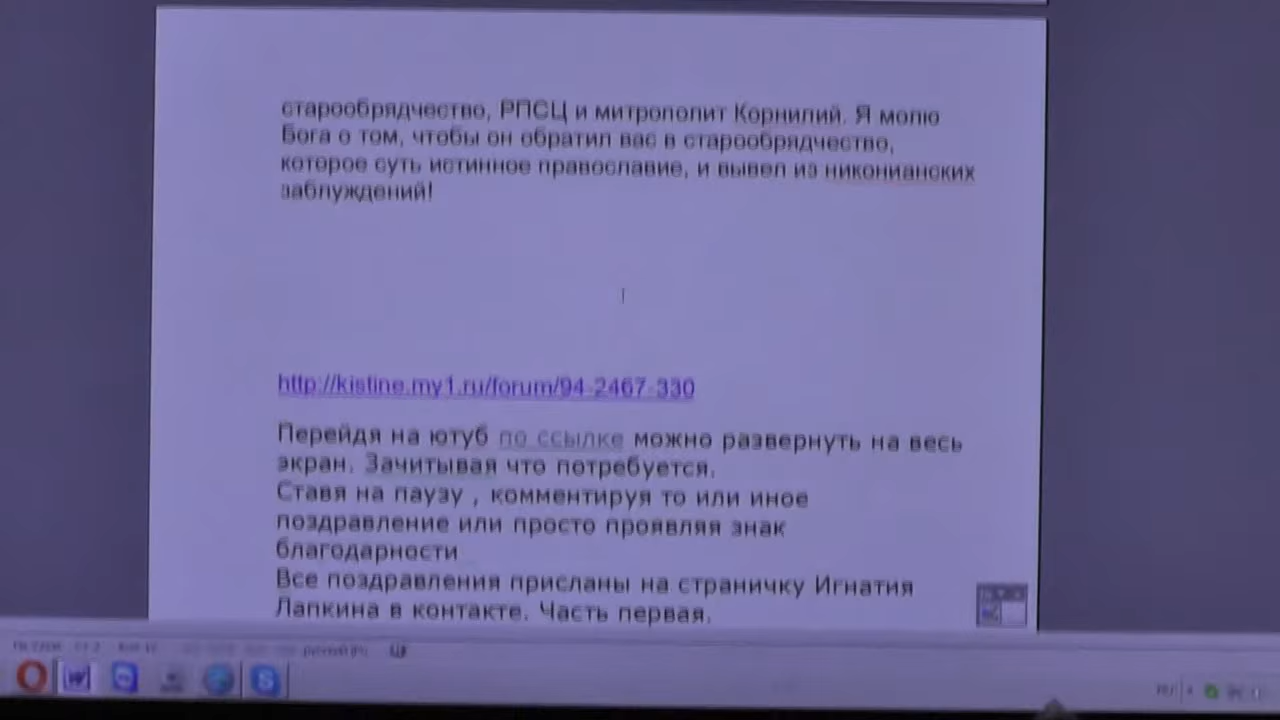 старообрядчество, РПСЦ и митрополит Корнилий. Я молю
Бога о том, чтобы он обратил вас в старообрядчество,
которое суть истинное православие, и вывел из никонианских
заблуждений!
http://kistine.my1.ru/forum/94-2467-330
Перейдя на ютуб по ссылке можно развернуть на весь
экран. Зачитывая что потребуется.
Ставя на паузу , комментируя то или иное
поздравление или просто проявляя знак
благодарности
Все поздравления присланы на страничку Игнатия
Лапкина в контакте. Часть первая.